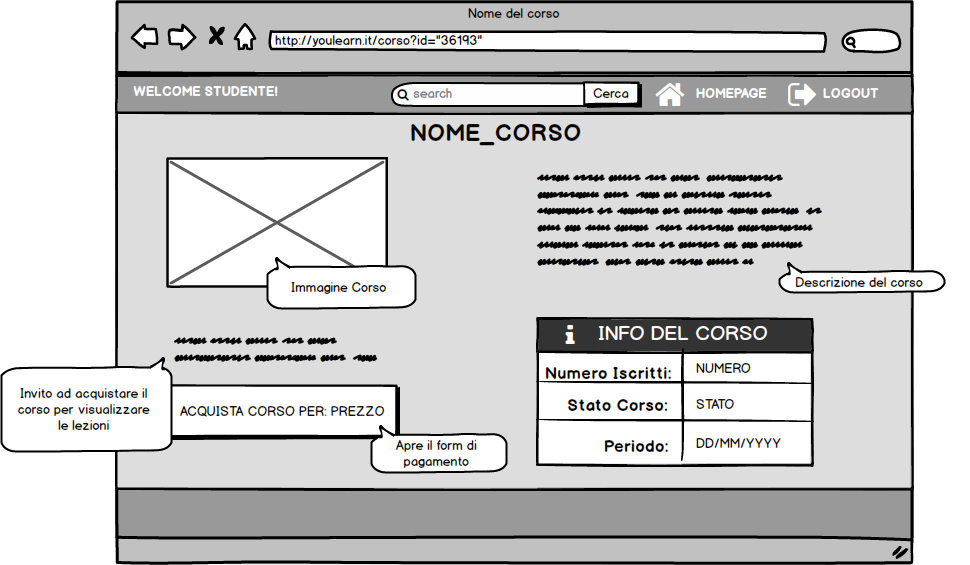 Nome del corso
http://youlearn.it/corso?id="36193"
WELCOME STUDENTE!
search
Cerca
HOMEPAGE
LOGOUT
NOME_CORSO
Immagine Corso
Descrizione del corso
Invito ad acquistare il
corso per visualizzare
le lezioni
ACQUISTA CORSO PER: PREZZO
Apre il form di
pagamento
i INFO DEL CORSO
Numero Iscritti: NUMERO
Stato Corso: STATO
Periodo: DD/MM/YYYY